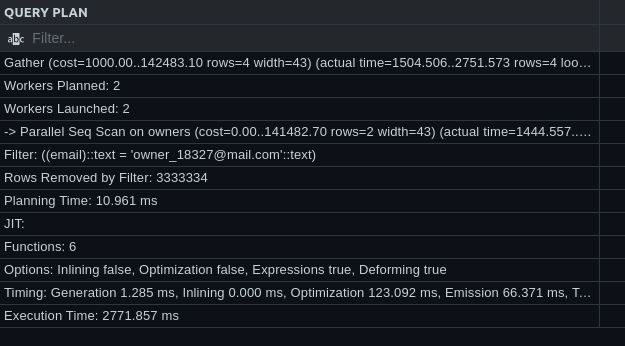 QUERY PLAN
abc Filter...
Gather (cost=1000.00..142483.10 rows=4 width=43) (actual time=1504.506..2751.573 rows=4 loo...
Workers Planned: 2
Workers Launched: 2
-> Parallel Seq Scan on owners (cost=0.00..141482.70 rows=2 width=43) (actual time=1444.557.....
Filter: ((email)::text = 'owner_18327@mail.com'::text)
Rows Removed by Filter: 3333334
Planning Time: 10.961 ms
JIT:
Functions: 6
Options: Inlining false, Optimization false, Expressions true, Deforming true
Timing: Generation 1.285 ms, Inlining 0.000 ms, Optimization 123.092 ms, Emission 66.371 ms, T...
Execution Time: 2771.857 ms